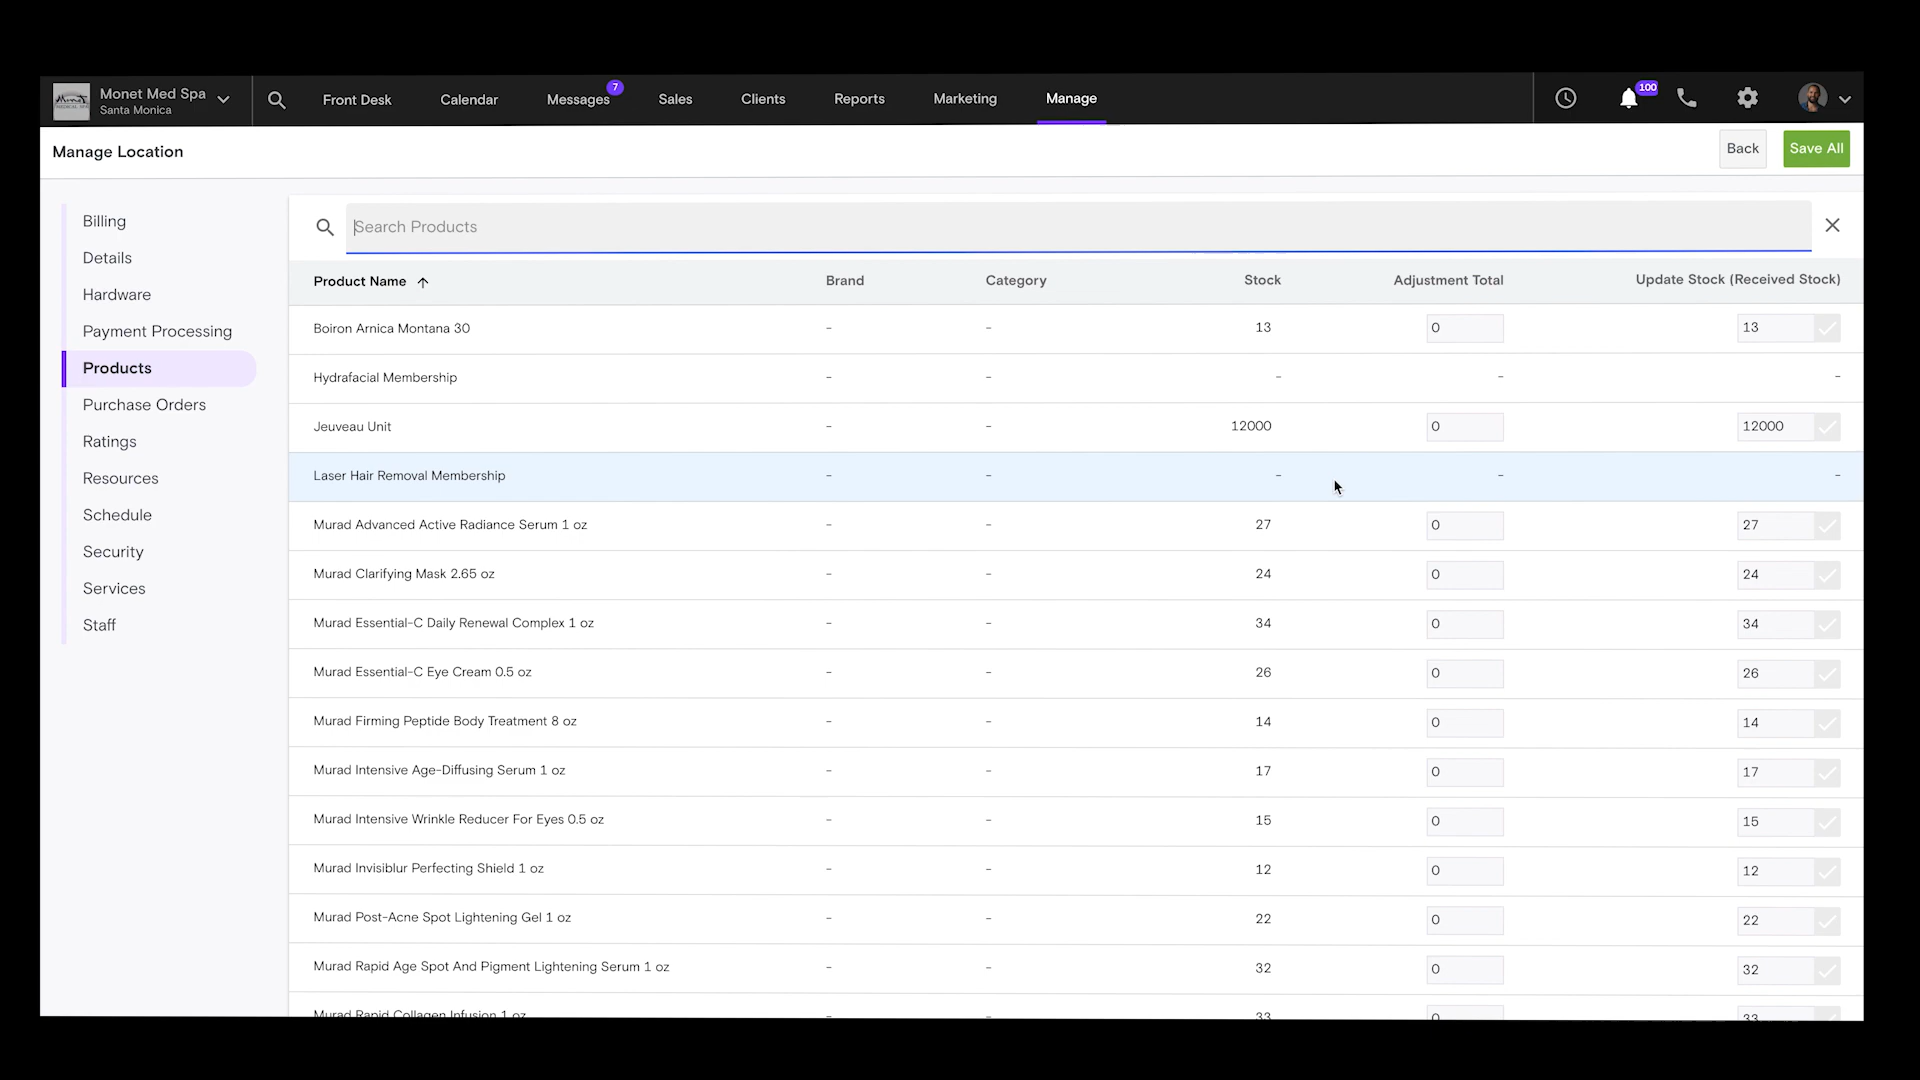 Monet Med Spa
Santa Monica
Front Desk
Calendar
Messages
7
Sales
Clients
Reports
Marketing
Manage
100
Manage Location
Back
Save All
Billing
Details
Hardware
Payment Processing
Products
Purchase Orders
Ratings
Resources
Schedule
Security
Services
Staff
Search Products
Product Name Brand Category Stock Adjustment Total Update Stock (Received Stock)
Boiron Arnica Montana 30 - - 13 0 13
Hydrafacial Membership - - - - -
Jeuveau Unit - - 12000 0 12000
Laser Hair Removal Membership - - - - -
Murad Advanced Active Radiance Serum 1 oz - - 27 0 27
Murad Clarifying Mask 2.65 oz - - 24 0 24
Murad Essential-C Daily Renewal Complex 1 oz - - 34 0 34
Murad Essential-C Eye Cream 0.5 oz - - 26 0 26
Murad Firming Peptide Body Treatment 8 oz - - 14 0 14
Murad Intensive Age-Diffusing Serum 1 oz - - 17 0 17
Murad Intensive Wrinkle Reducer For Eyes 0.5 oz - - 15 0 15
Murad Invisiblur Perfecting Shield 1 oz - - 12 0 12
Murad Post-Acne Spot Lightening Gel 1 oz - - 22 0 22
Murad Rapid Age Spot And Pigment Lightening Serum 1 oz - - 32 0 32
Murad Rapid Collagen Infusion 1 oz - - 33 0 33